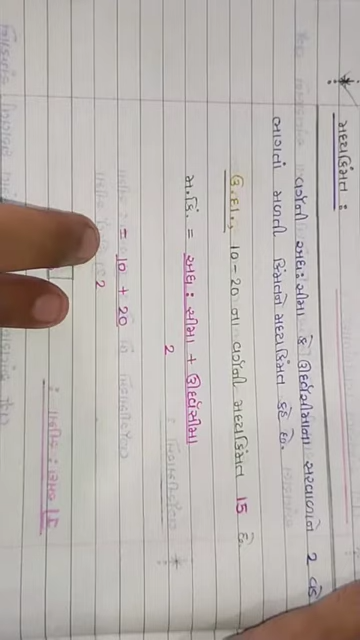 મધ્યકિંમત :
વર્ગની અધઃસીમા કે ઊર્ધ્વસીમાના સરવાળાને 2 વડે
ભાગતાં મળતી કિંમતને મધ્યકિંમત કહે છે.
ઉ.દા., 10-20 ના વર્ગની મધ્યકિંમત 15 છે.
મ.કિં. = અધઃસીમા + ઊર્ધ્વસીમા
2
= 10 + 20
2